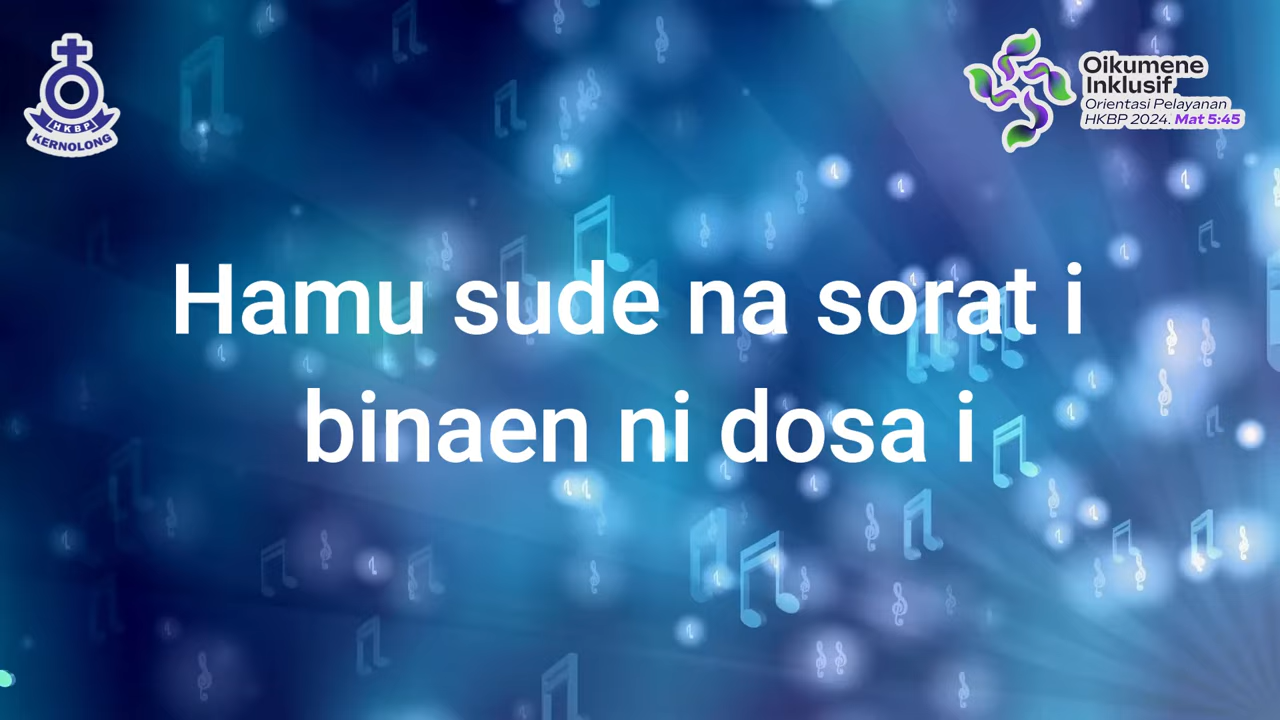 HKBP
KERNOLONG
Oikumene
Inklusif
Orientasi Pelayanan
HKBP 2024. Mat 5:45
Hamu sude na sorat i
binaen ni dosa i